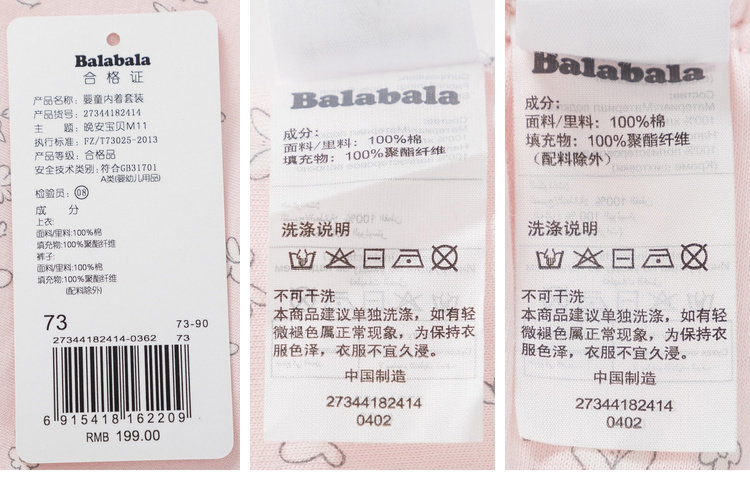 Balabala
合格证
产品名称: 婴童内着套装
产品货号: 27344182414
主 题: 晚安宝贝M11
执行标准: FZ/T73025-2013
产品等级: 合格品
安全技术类别: 符合GB31701
A类(婴幼儿用品)
检验员: 08
成 分
上衣:
面料/里料:100%棉
填充物:100%聚酯纤维
裤子:
面料/里料:100%棉
填充物:100%聚酯纤维
(配料除外)
73 73-90
27344182414-0362 73
6 915418 162209
RMB 199.00
Balabala
成分:
面料/里料: 100%棉
填充物: 100%聚酯纤维
洗涤说明
不可干洗
本商品建议单独洗涤，如有轻
微褪色属正常现象，为保持衣
服色泽，衣服不宜久浸。
中国制造
27344182414
0402
Balabala
成分:
面料/里料: 100%棉
填充物: 100%聚酯纤维
(配料除外)
洗涤说明
不可干洗
本商品建议单独洗涤，如有轻
微褪色属正常现象，为保持衣
服色泽，衣服不宜久浸。
中国制造
27344182414
0402